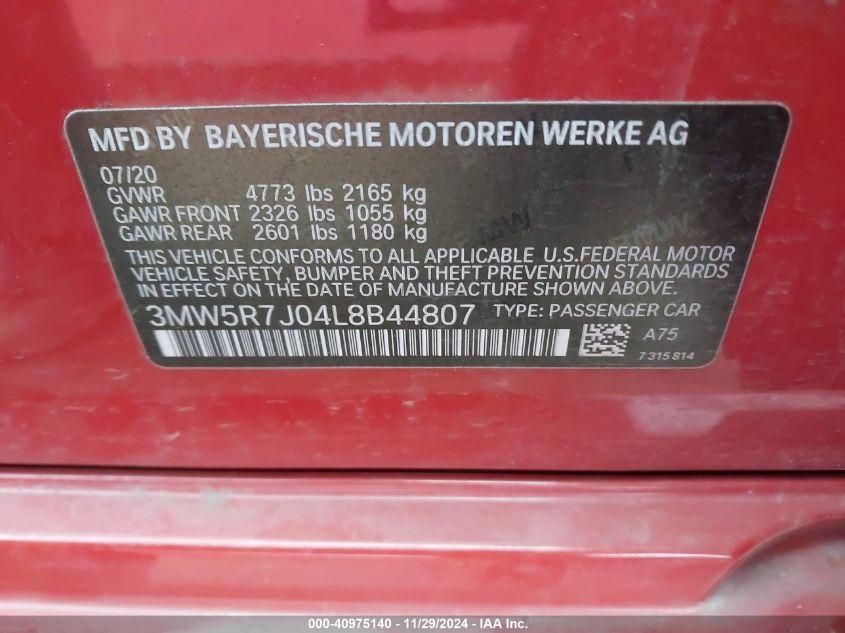 MFD BY BAYERISCHE MOTOREN WERKE AG
07/20
GVWR 4773 lbs 2165 kg
GAWR FRONT 2326 lbs 1055 kg
GAWR REAR 2601 lbs 1180 kg
THIS VEHICLE CONFORMS TO ALL APPLICABLE U.S.FEDERAL MOTOR
VEHICLE SAFETY, BUMPER AND THEFT PREVENTION STANDARDS
IN EFFECT ON THE DATE OF MANUFACTURE SHOWN ABOVE.
3MW5R7J04L8B44807 TYPE: PASSENGER CAR
A75
7 315 814
000-40975140 - 11/29/2024 - IAA Inc.